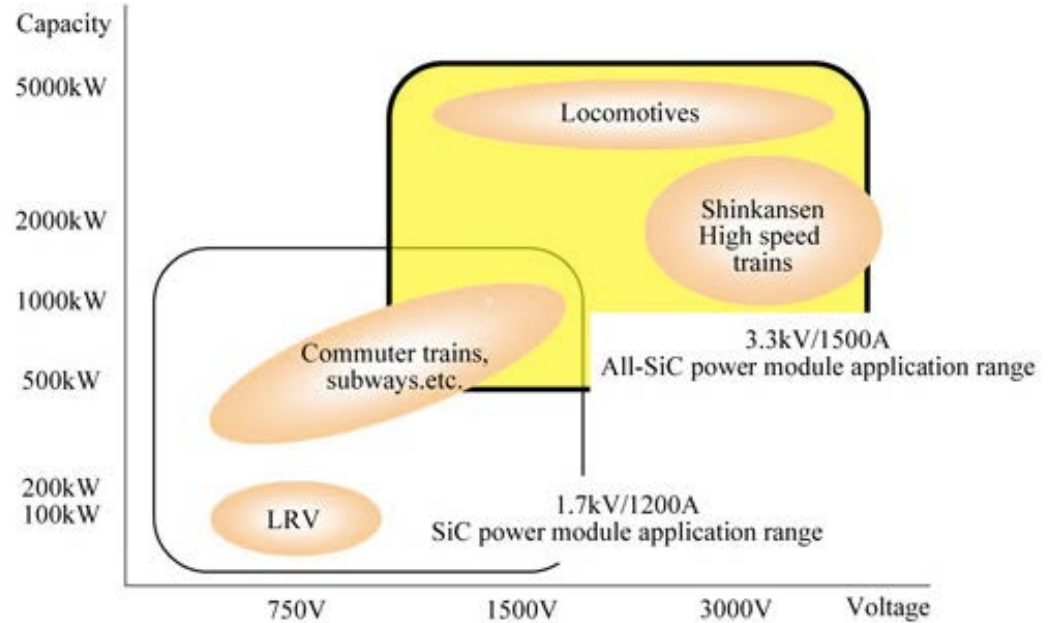 Capacity
5000kW
2000kW
1000kW
500kW
200kW
100kW
Locomotives
Shinkansen
High speed
trains
Commuter trains,
subways.etc.
LRV
3.3kV/1500A
All-SiC power module application range
1.7kV/1200A
SiC power module application range
750V
1500V
3000V
Voltage